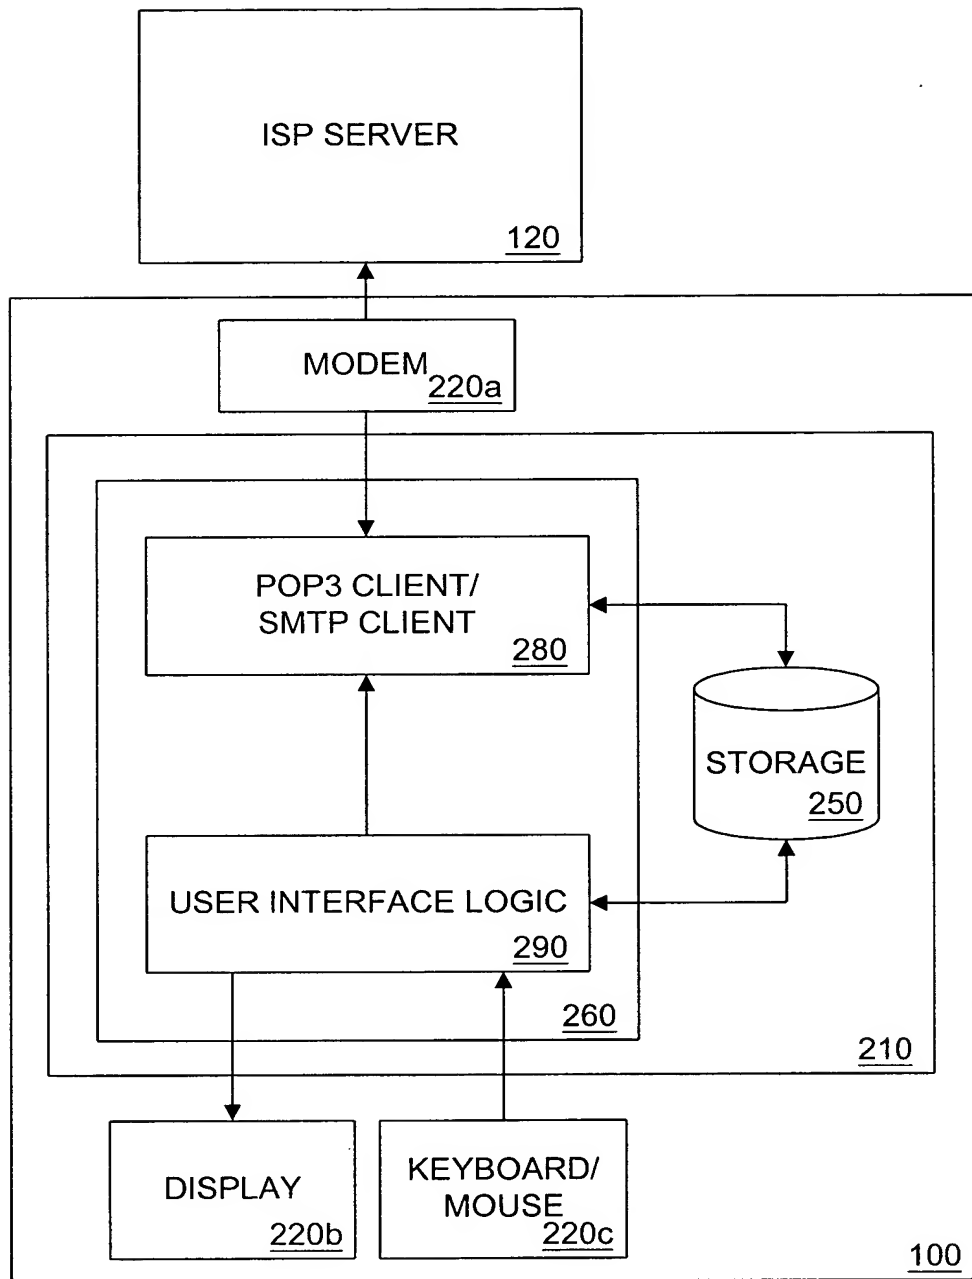 ISP SERVER
120
MODEM
220a
POP3 CLIENT/
SMTP CLIENT
280
STORAGE
250
USER INTERFACE LOGIC
290
260
210
DISPLAY
220b
KEYBOARD/
MOUSE
220c
100